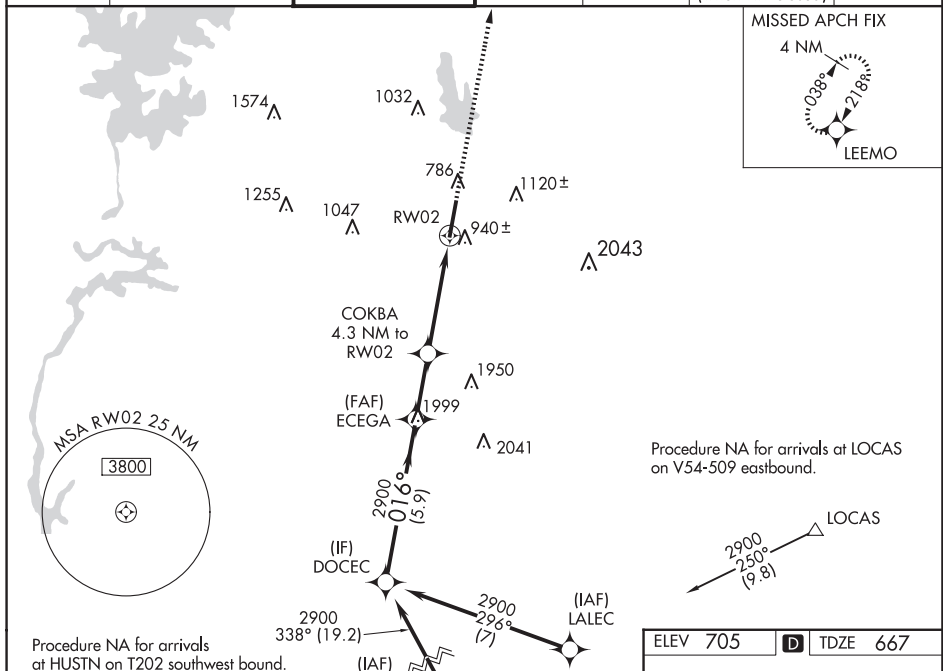 MISSED APCH FIX
4 NM
038°
218°
LEEMO
1574
1032
786
1120±
1255
1047
RW02
940±
2043
COKBA
4.3 NM to
RW02
1950
(FAF)
ECEGA
1999
2041
MSA RW02 25 NM
3800
Procedure NA for arrivals at LOCAS
on V54-509 eastbound.
2900
016°
(5.9)
LOCAS
2900
250°
(9.8)
(IF)
DOCEC
2900
296°
(7)
(IAF)
LALEC
2900
338° (19.2)
Procedure NA for arrivals
at HUSTN on T202 southwest bound.
(IAF)
ELEV 705 D TDZE 667